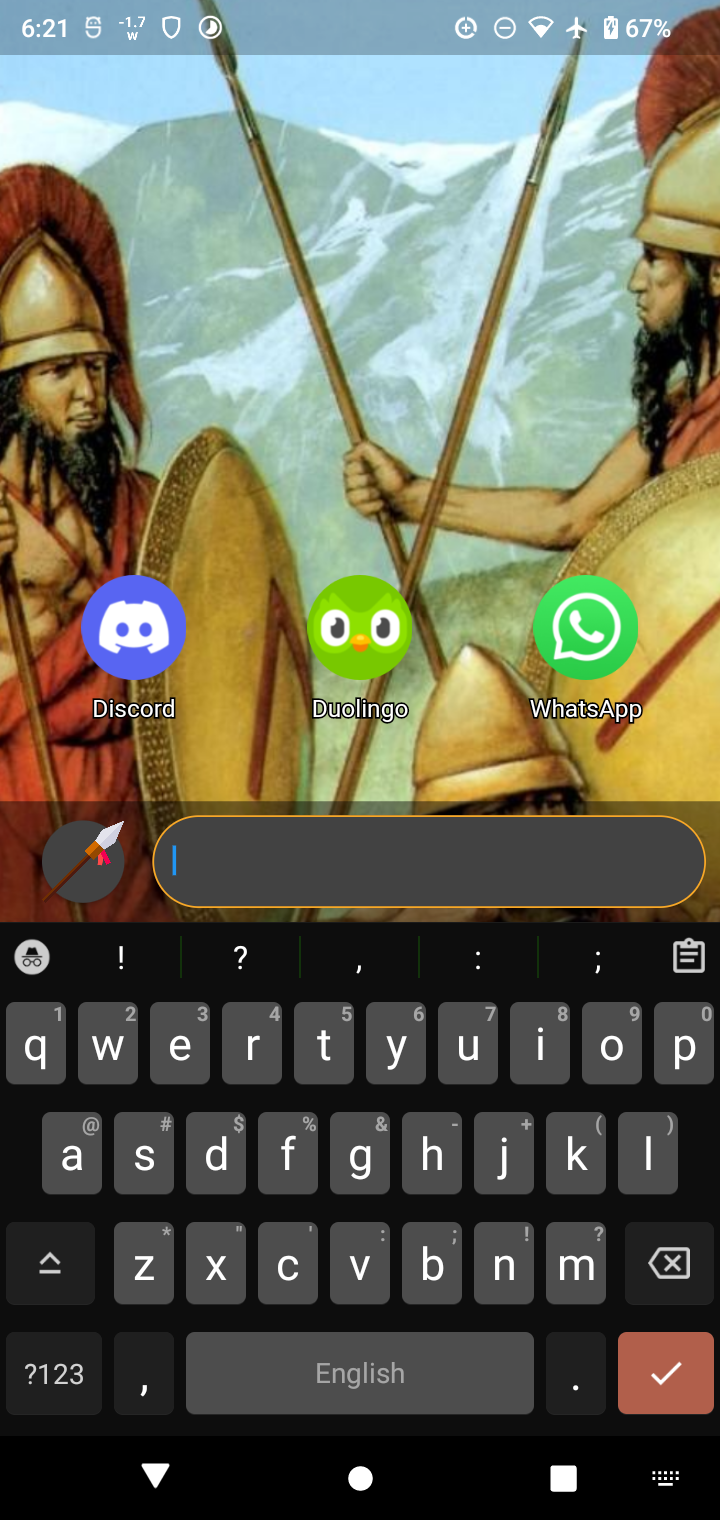 6:21 -1.7 W 67%
Discord Duolingo WhatsApp
! ? , : ;
1 2 3 4 5 6 7 8 9 0
q w e r t y u i o p
@ # $ % & - + ( )
a s d f g h j k l
* " ' : ; ! ?
z x c v b n m
?123 , English .